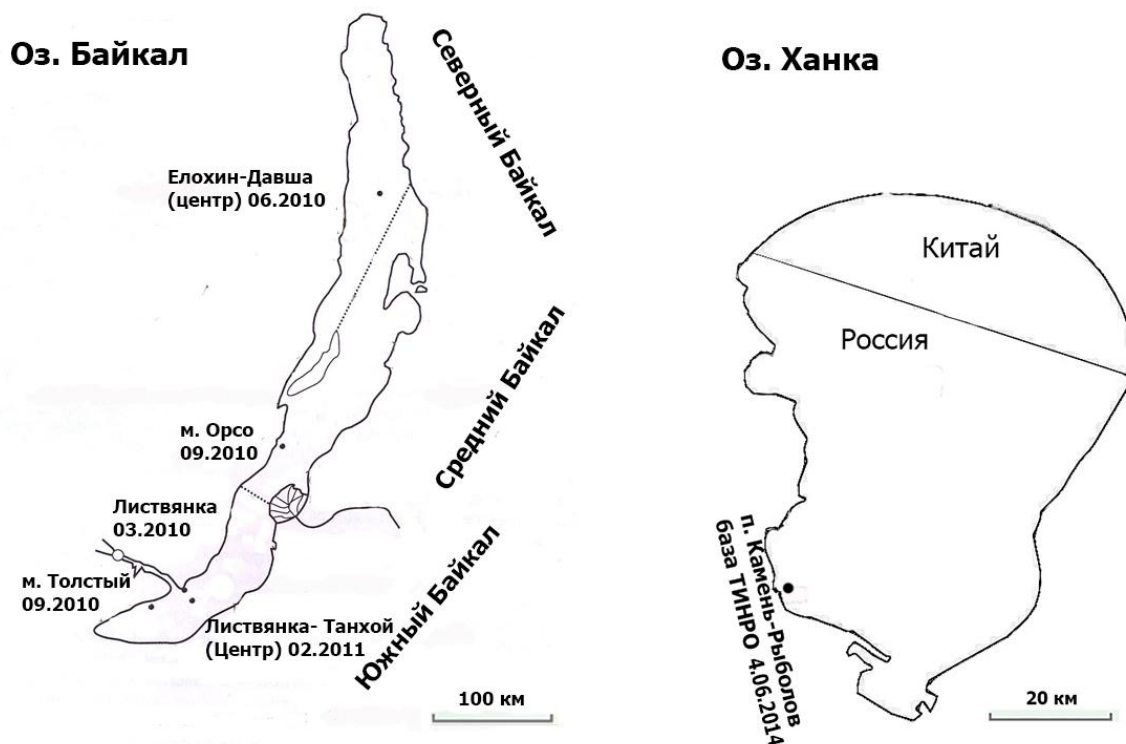 Оз. Байкал
Северный Байкал
Елохин-Давша
(центр) 06.2010
Средний Байкал
м. Орсо
09.2010
Листвянка
03.2010
м. Толстый
09.2010
Листвянка- Танхой
(Центр) 02.2011
Южный Байкал
100 км
Оз. Ханка
Китай
Россия
п. Камень-Рыболов
база ТИНРО 4.06.2014
20 км